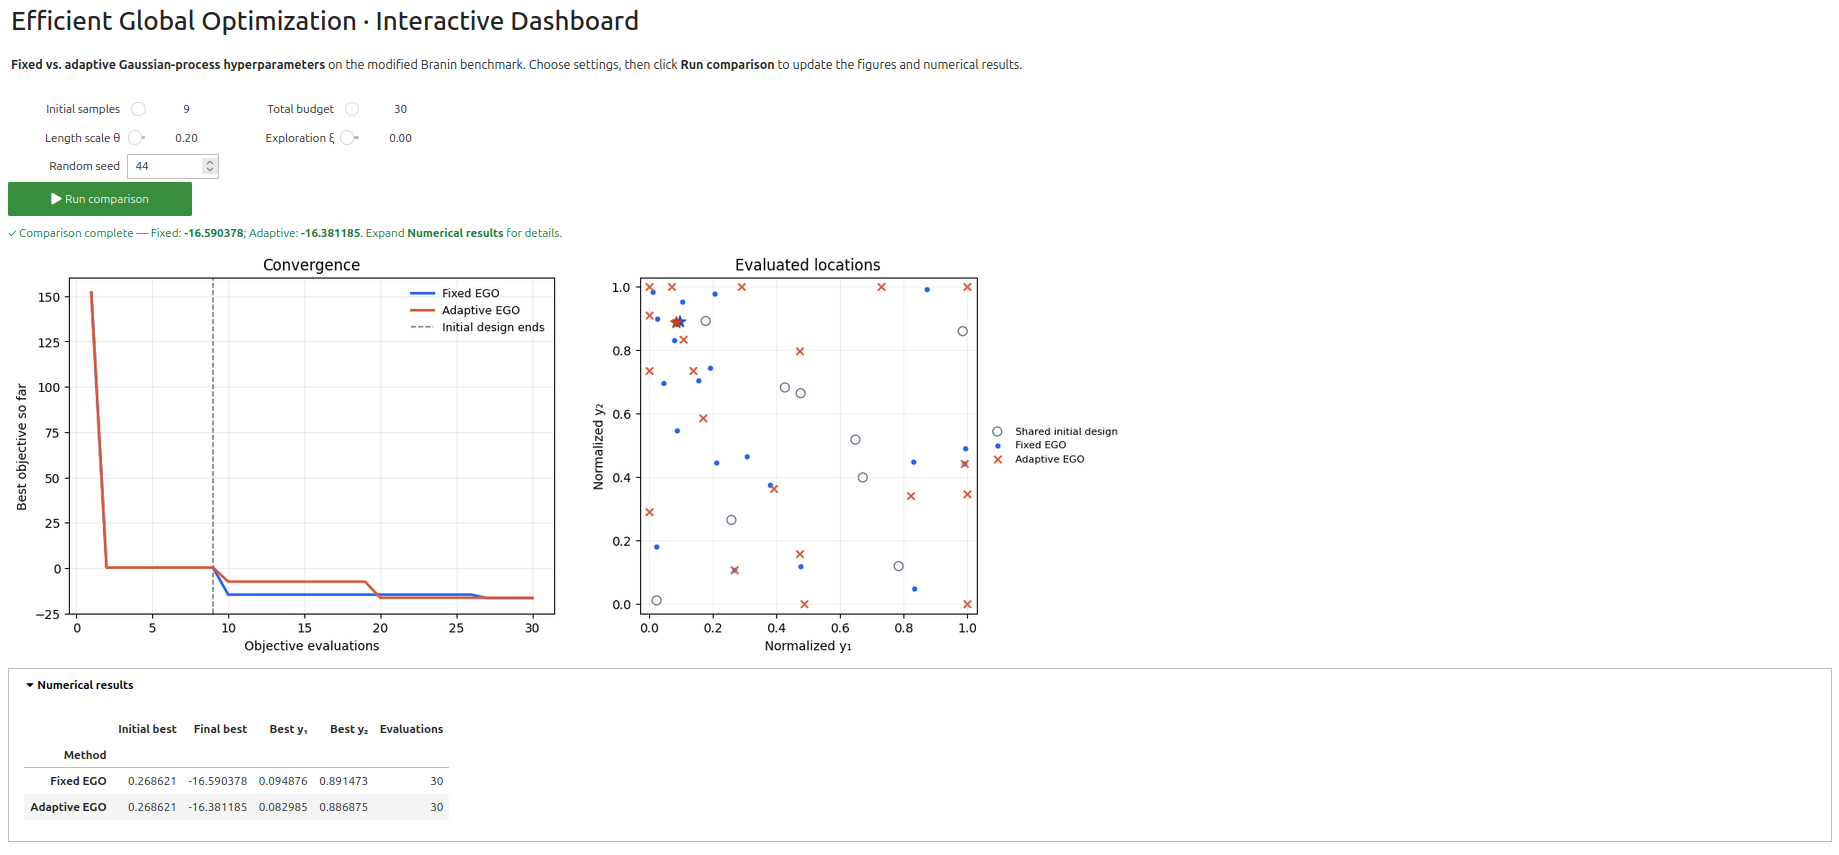 Efficient Global Optimization · Interactive Dashboard
Fixed vs. adaptive Gaussian-process hyperparameters on the modified Branin benchmark. Choose settings, then click Run comparison to update the figures and numerical results.
Initial samples 9 Total budget 30
Length scale θ 0.20 Exploration ξ 0.00
Random seed 44
Run comparison
✓ Comparison complete — Fixed: -16.590378; Adaptive: -16.381185. Expand Numerical results for details.
Convergence
Best objective so far
150
125
100
75
50
25
0
−25
Fixed EGO
Adaptive EGO
Initial design ends
0 5 10 15 20 25 30
Objective evaluations
Evaluated locations
Normalized y₂
1.0
0.8
0.6
0.4
0.2
0.0
0.0 0.2 0.4 0.6 0.8 1.0
Normalized y₁
Shared initial design
Fixed EGO
Adaptive EGO
Numerical results
Initial best Final best Best y₁ Best y₂ Evaluations
Method
Fixed EGO 0.268621 -16.590378 0.094876 0.891473 30
Adaptive EGO 0.268621 -16.381185 0.082985 0.886875 30